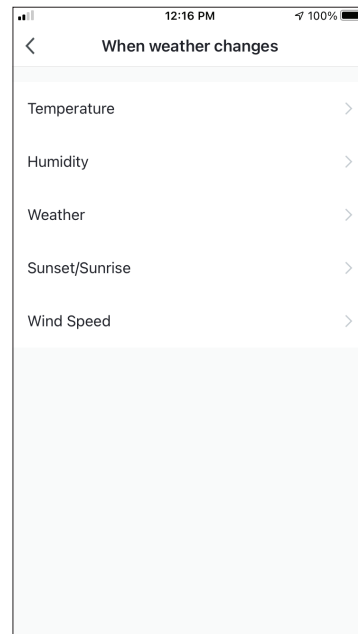 12:16 PM 100%
When weather changes
Temperature
Humidity
Weather
Sunset/Sunrise
Wind Speed